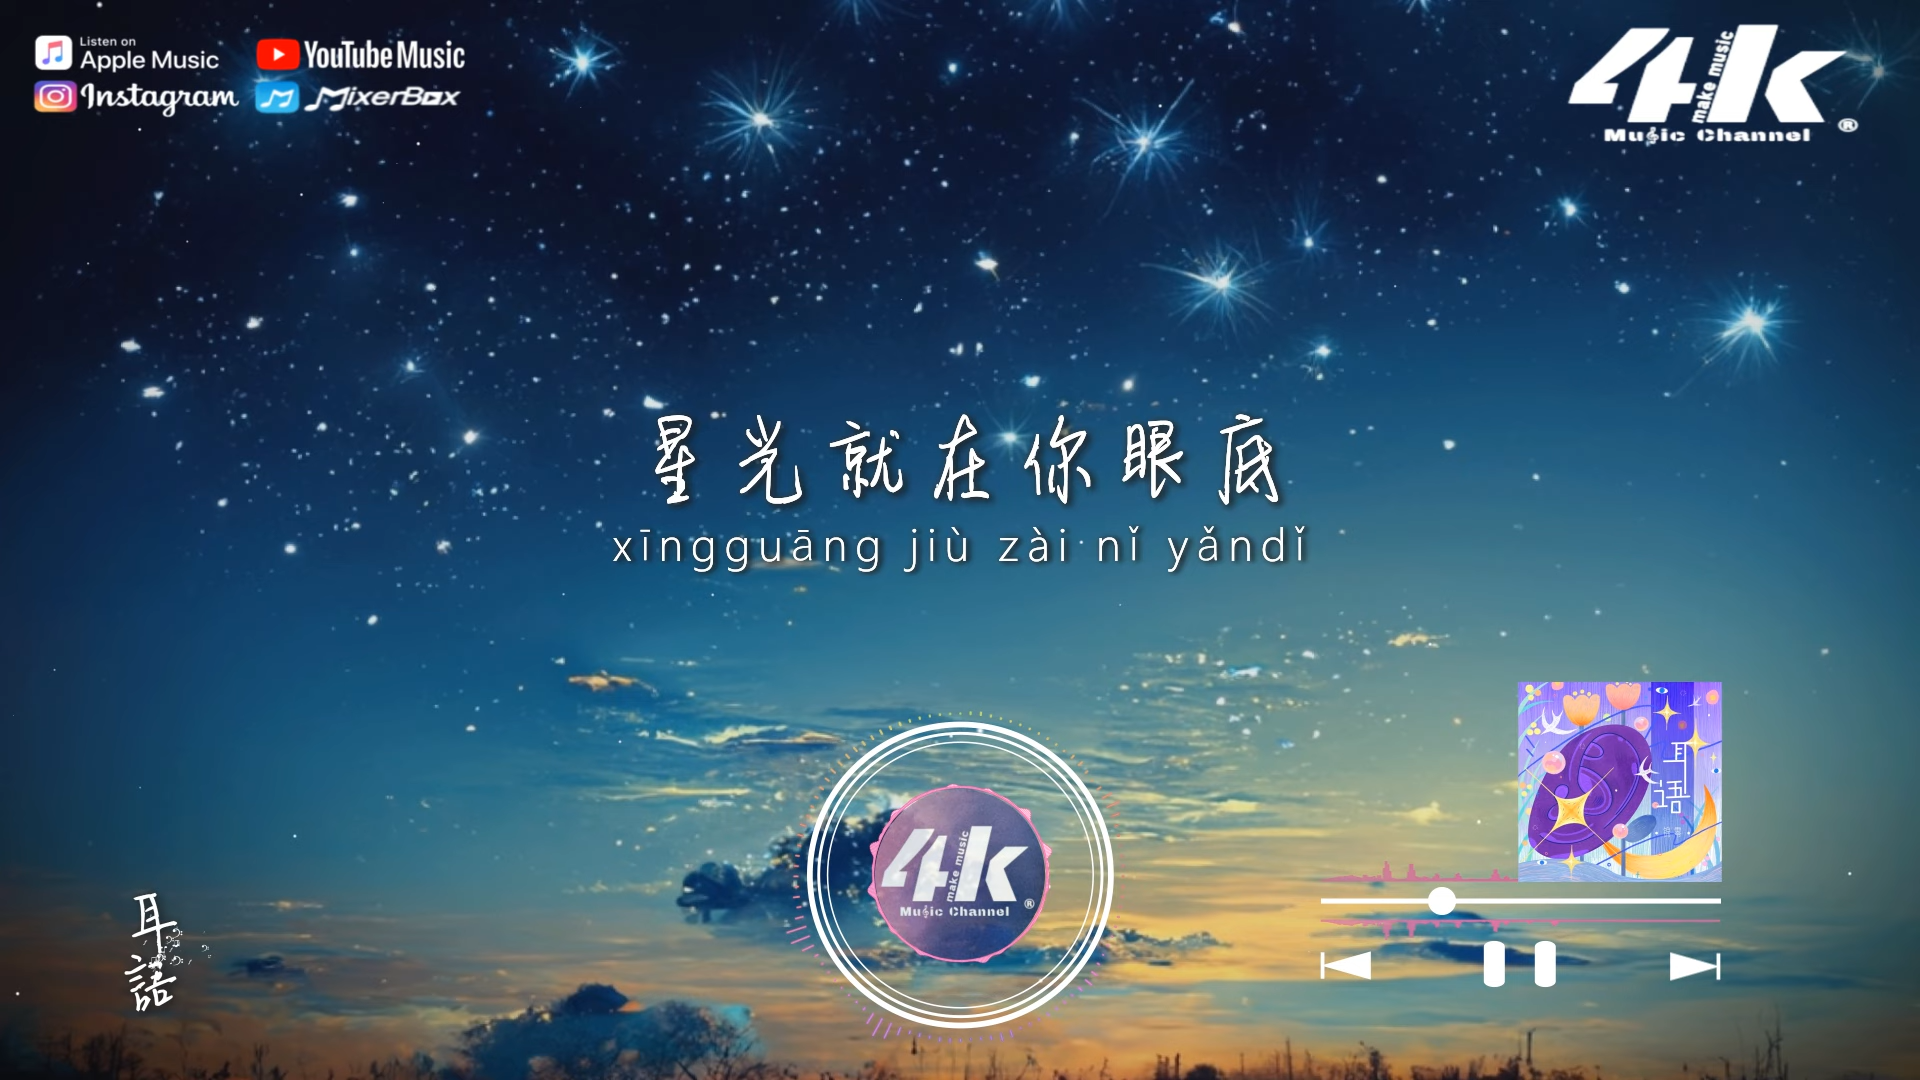 Listen on
Apple Music
YouTube Music
Instagram
MixerBox
4k make music
Music Channel ®
星光就在你眼底
xīngguāng jiù zài nǐ yǎndǐ
耳语
4k make music
Music Channel ®
耳語